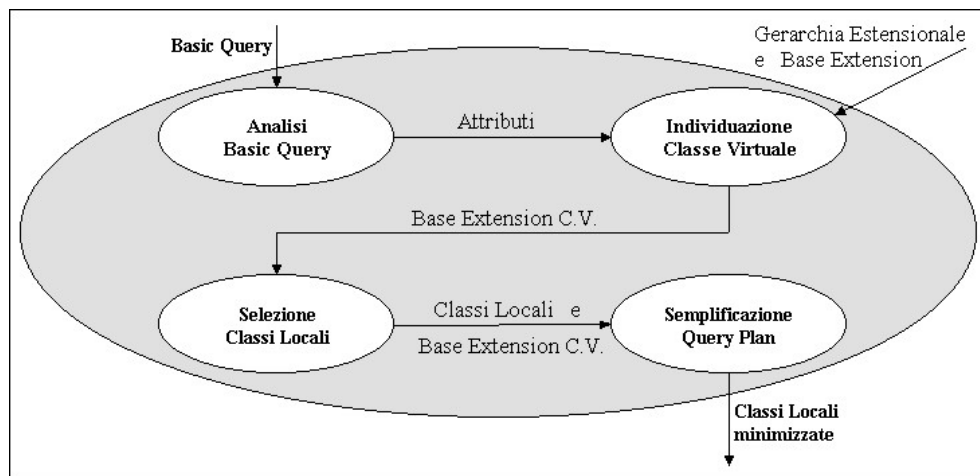 Basic Query
Gerarchia Estensionale
e Base Extension
Analisi
Basic Query
Attributi
Individuazione
Classe Virtuale
Base Extension C.V.
Selezione
Classi Locali
Classi Locali e
Base Extension C.V.
Semplificazione
Query Plan
Classi Locali
minimizzate